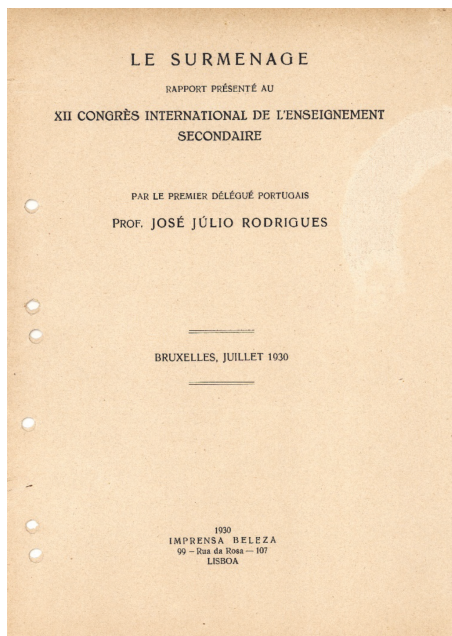 LE SURMENAGE
RAPPORT PRÉSENTÉ AU
XII CONGRÈS INTERNATIONAL DE L'ENSEIGNEMENT
SECONDAIRE
PAR LE PREMIER DÉLÉGUÉ PORTUGAIS
PROF. JOSÉ JÚLIO RODRIGUES
BRUXELLES, JUILLET 1930
1930
IMPRENSA BELEZA
99 – Rua da Rosa — 107
LISBOA